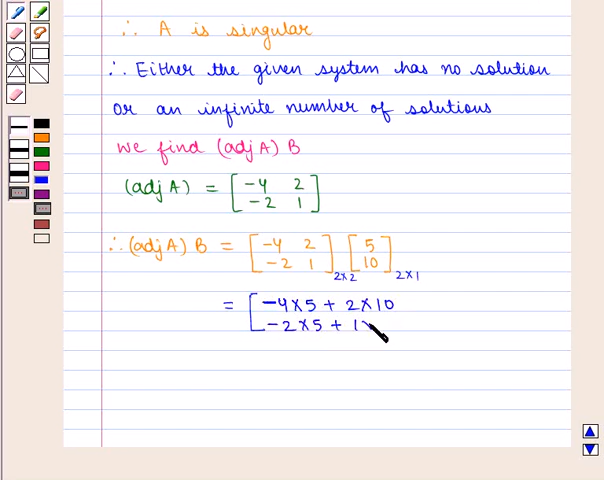 ∴ A is singular
∴ Either the given system has no solution
or an infinite number of solutions
we find (adj A) B
(adj A) = [ -4 2
-2 1 ]
∴ (adj A) B = [ -4 2
-2 1 ] 2×2 [ 5
10 ] 2×1
= [ -4×5 + 2×10
-2×5 + 1×